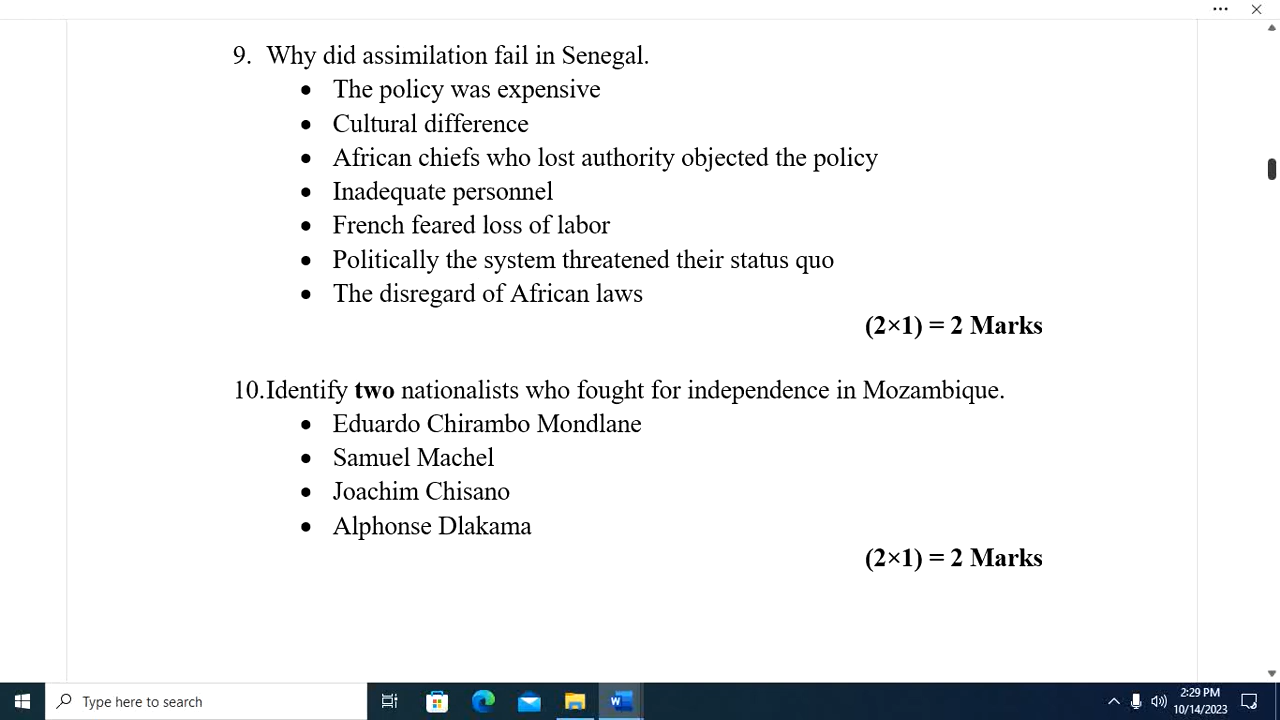 9. Why did assimilation fail in Senegal.
• The policy was expensive
• Cultural difference
• African chiefs who lost authority objected the policy
• Inadequate personnel
• French feared loss of labor
• Politically the system threatened their status quo
• The disregard of African laws
(2×1) = 2 Marks
10.Identify two nationalists who fought for independence in Mozambique.
• Eduardo Chirambo Mondlane
• Samuel Machel
• Joachim Chisano
• Alphonse Dlakama
(2×1) = 2 Marks
Type here to search
2:29 PM
10/14/2023